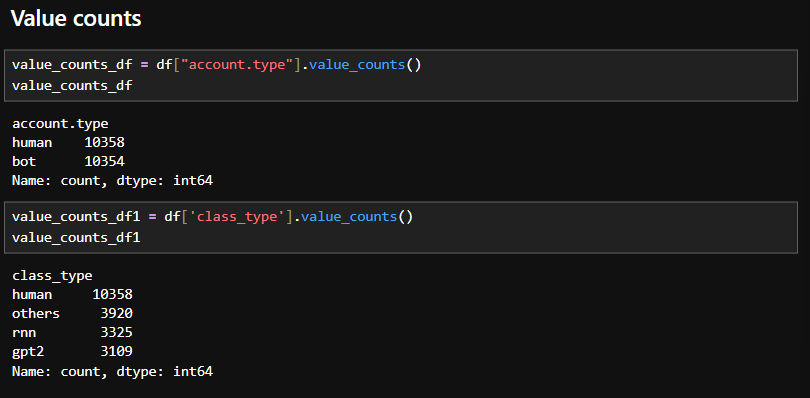 Value counts
value_counts_df = df["account.type"].value_counts()
value_counts_df
account.type
human    10358
bot      10354
Name: count, dtype: int64
value_counts_df1 = df['class_type'].value_counts()
value_counts_df1
class_type
human     10358
others     3920
rnn        3325
gpt2       3109
Name: count, dtype: int64